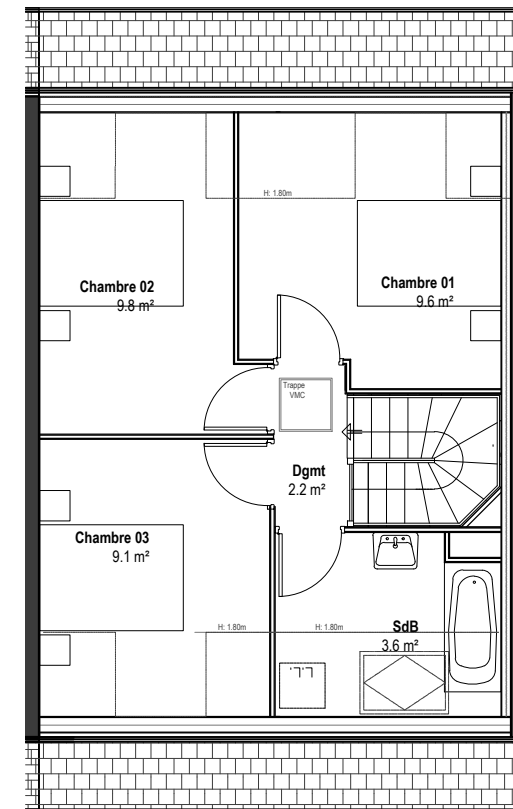 H: 1.80m
Chambre 02
9.8 m²
Chambre 01
9.6 m²
Trappe
VMC
Dgmt
2.2 m²
Chambre 03
9.1 m²
H: 1.80m
H: 1.80m
SdB
3.6 m²
L.L.